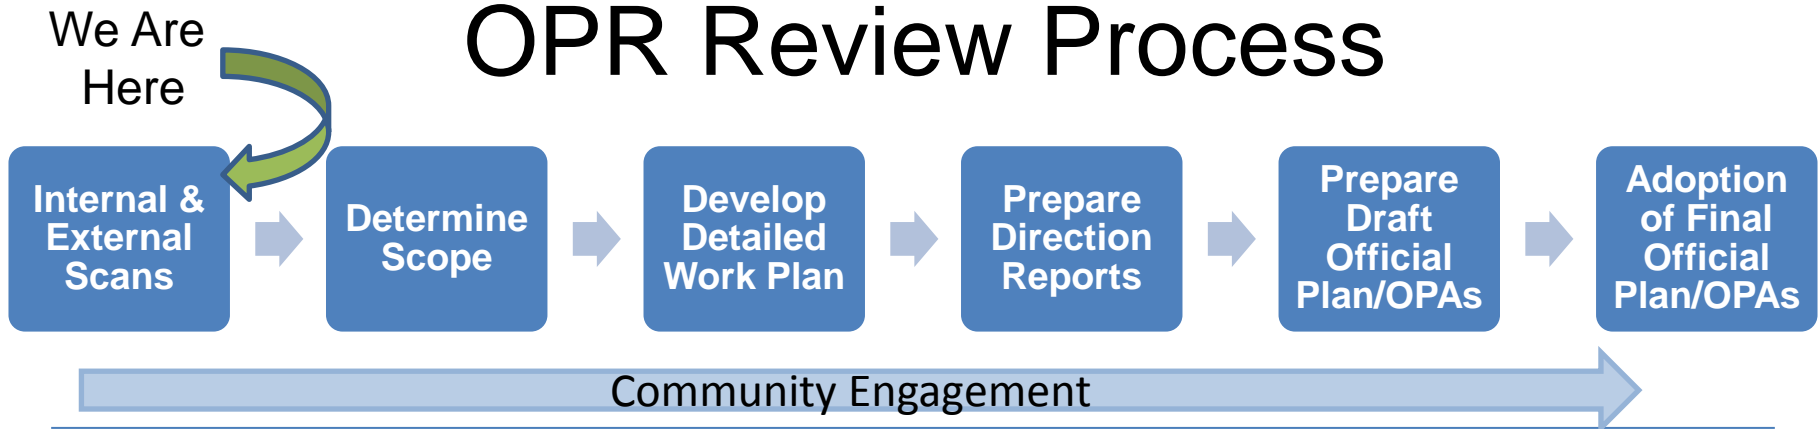 We Are
Here
OPR Review Process
Internal &
External
Scans
Determine
Scope
Develop
Detailed
Work Plan
Prepare
Direction
Reports
Prepare
Draft
Official
Plan/OPAs
Adoption
of Final
Official
Plan/OPAs
Community Engagement